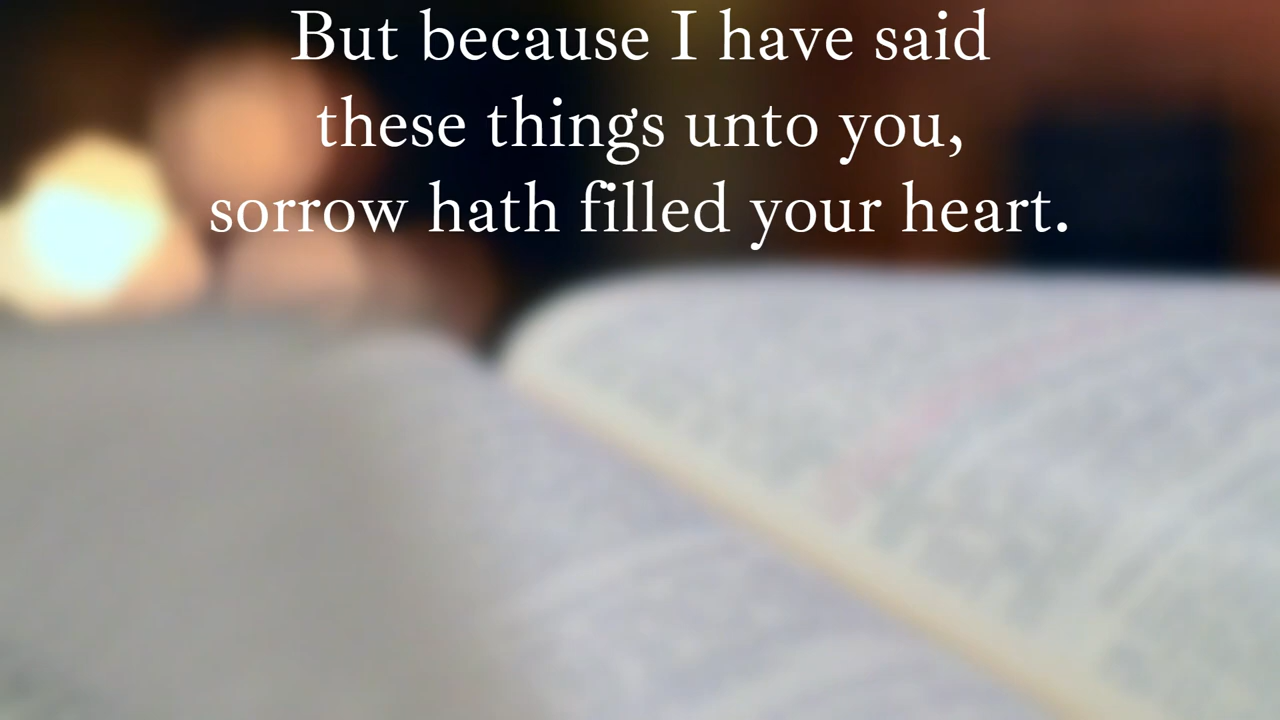 But because I have said
these things unto you,
sorrow hath filled your heart.